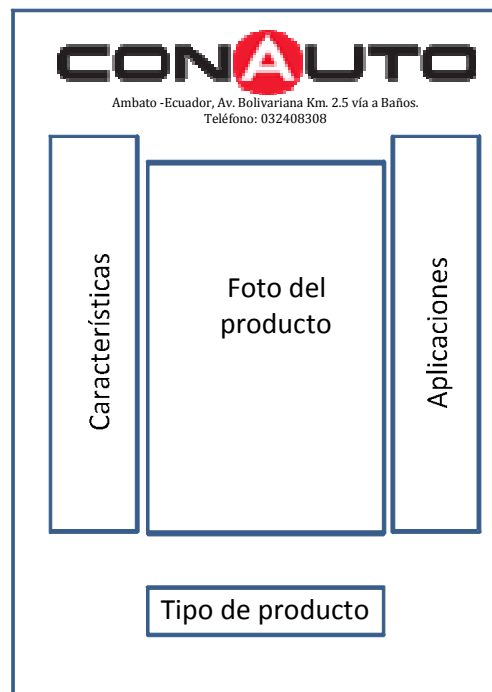 CONAUTO
Ambato -Ecuador, Av. Bolivariana Km. 2.5 vía a Baños.
Teléfono: 032408308
Características
Foto del
producto
Aplicaciones
Tipo de producto